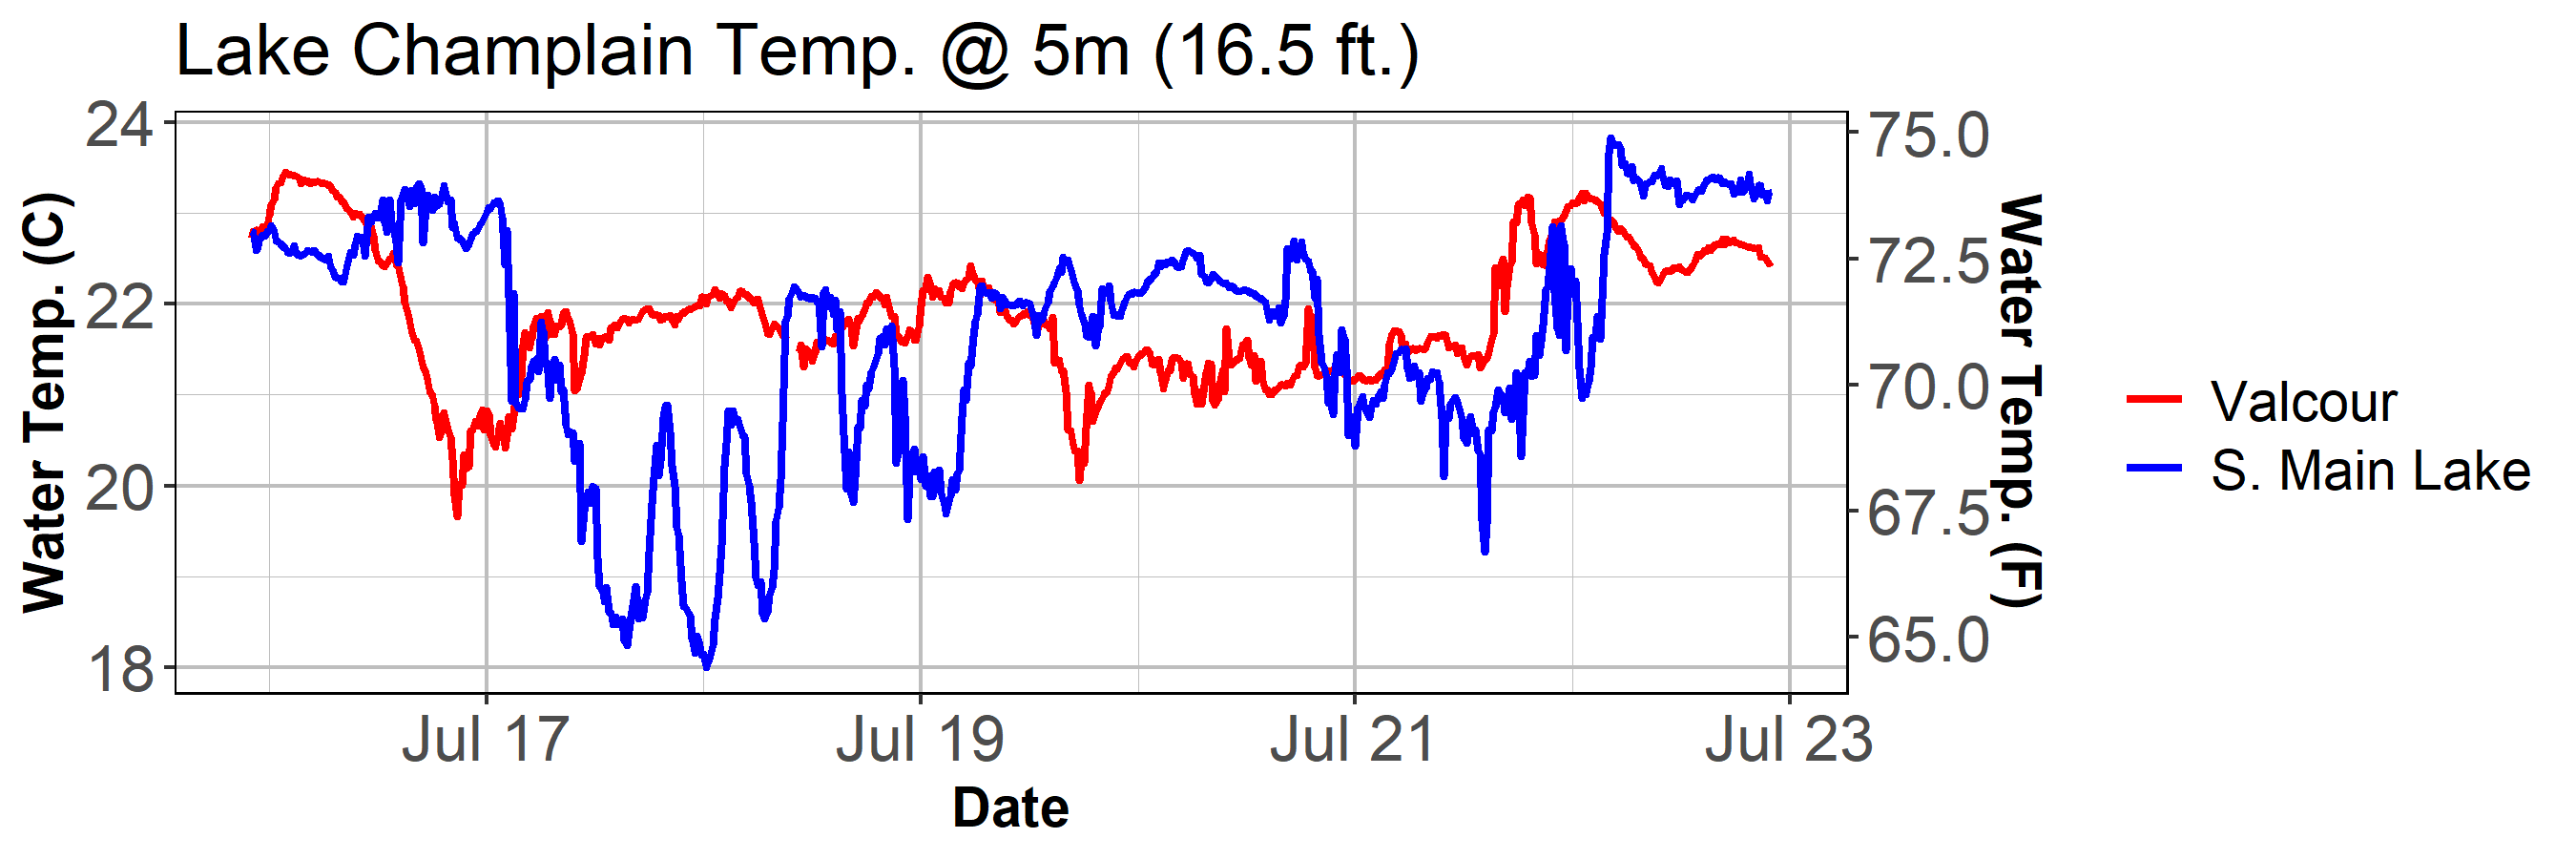 Lake Champlain Temp. @ 5m (16.5 ft.)
Water Temp. (C)
24
22
20
18
75.0
72.5
70.0
67.5
65.0
Water Temp. (F)
Jul 17
Jul 19
Jul 21
Jul 23
Date
Valcour
S. Main Lake